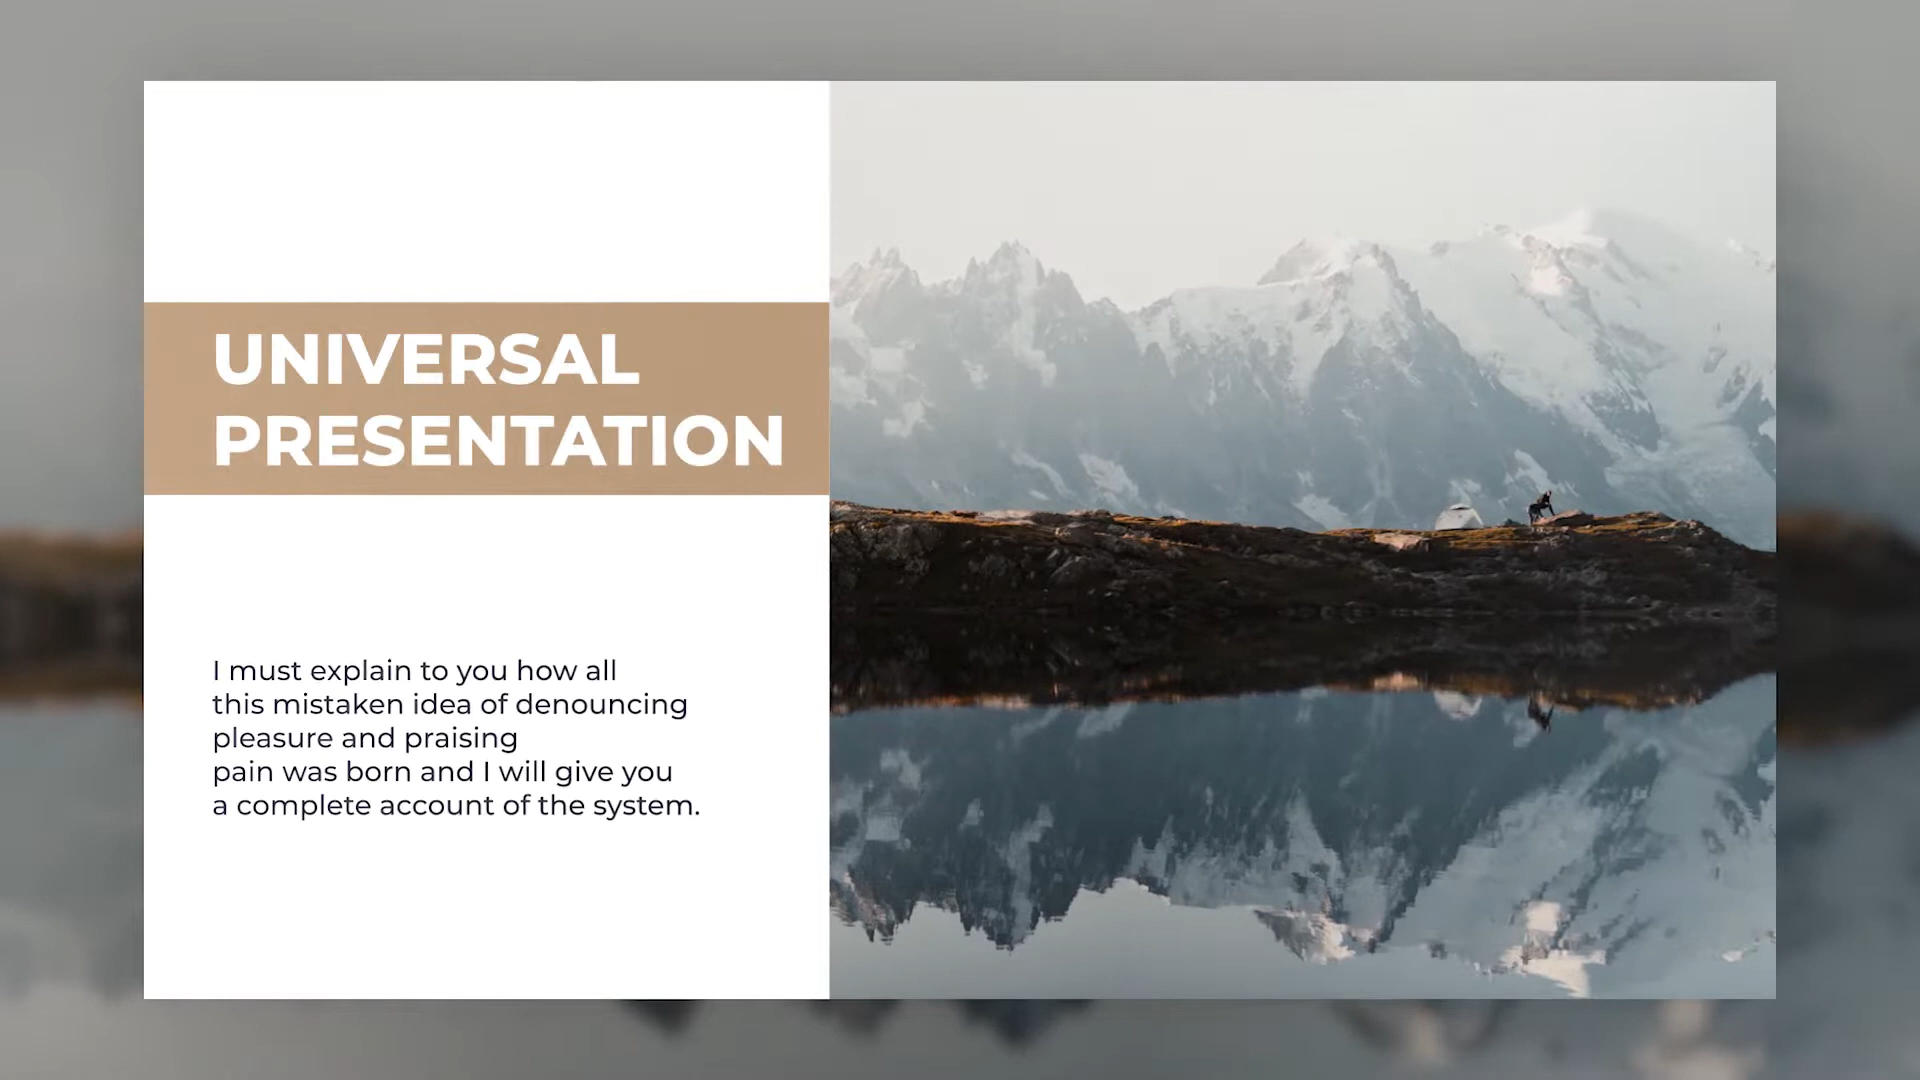 UNIVERSAL
PRESENTATION
I must explain to you how all
this mistaken idea of denouncing
pleasure and praising
pain was born and I will give you
a complete account of the system.